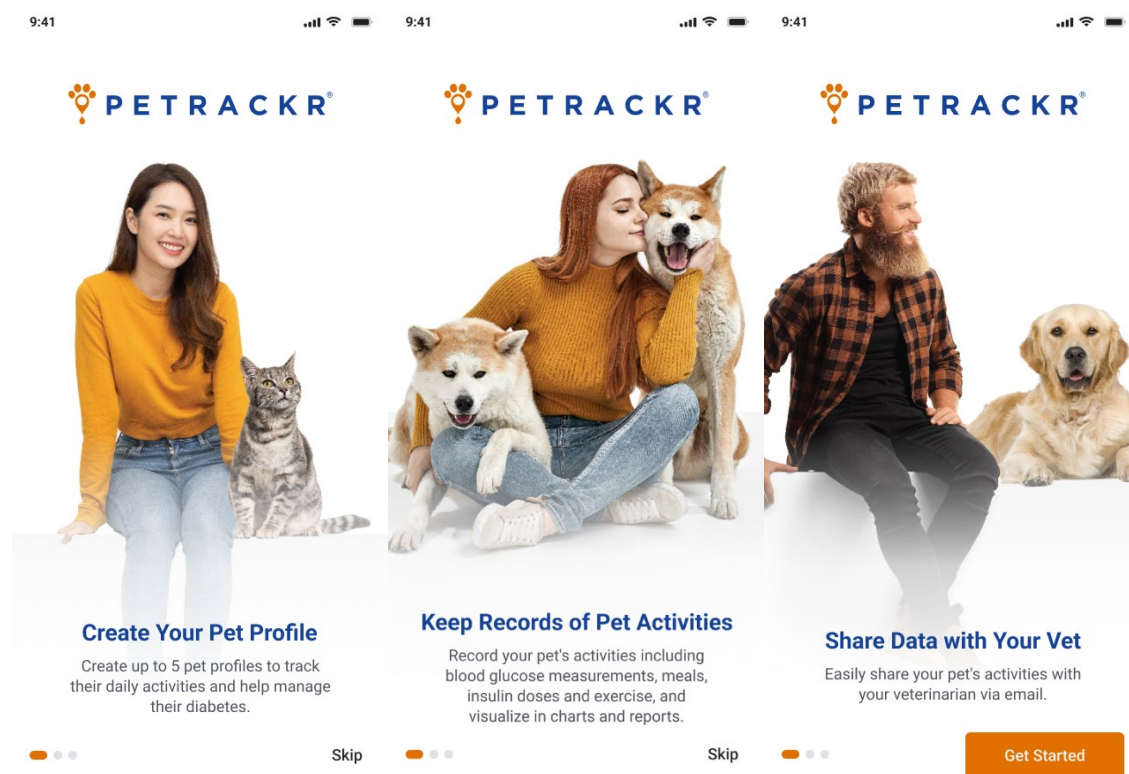 9:41
PETRACKR®
Create Your Pet Profile
Create up to 5 pet profiles to track
their daily activities and help manage
their diabetes.
Skip
9:41
PETRACKR®
Keep Records of Pet Activities
Record your pet's activities including
blood glucose measurements, meals,
insulin doses and exercise, and
visualize in charts and reports.
Skip
9:41
PETRACKR®
Share Data with Your Vet
Easily share your pet's activities with
your veterinarian via email.
Get Started